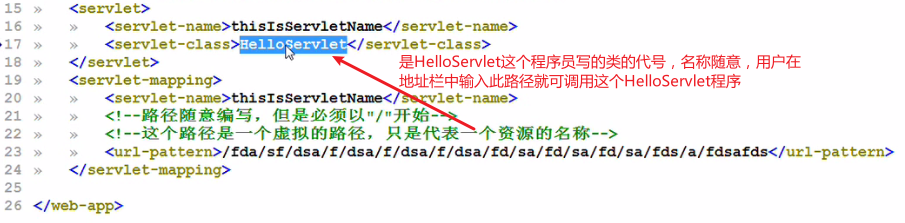 15 » <servlet>
16 » » <servlet-name>thisIsServletName</servlet-name>
17 » » <servlet-class>HelloServlet</servlet-class>
18 » </servlet>
是HelloServlet这个程序员写的类的代号，名称随意，用户在
地址栏中输入此路径就可调用这个HelloServlet程序
19 » <servlet-mapping>
20 » » <servlet-name>thisIsServletName</servlet-name>
21 » » <!--路径随意编写，但是必须以"/"开始-->
22 » » <!--这个路径是一个虚拟的路径，只是代表一个资源的名称-->
23 » » <url-pattern>/fda/sf/dsa/f/dsa/f/dsa/f/dsa/fd/sa/fd/sa/fd/sa/fds/a/fdsafds</url-pattern>
24 » </servlet-mapping>
25
26 </web-app>